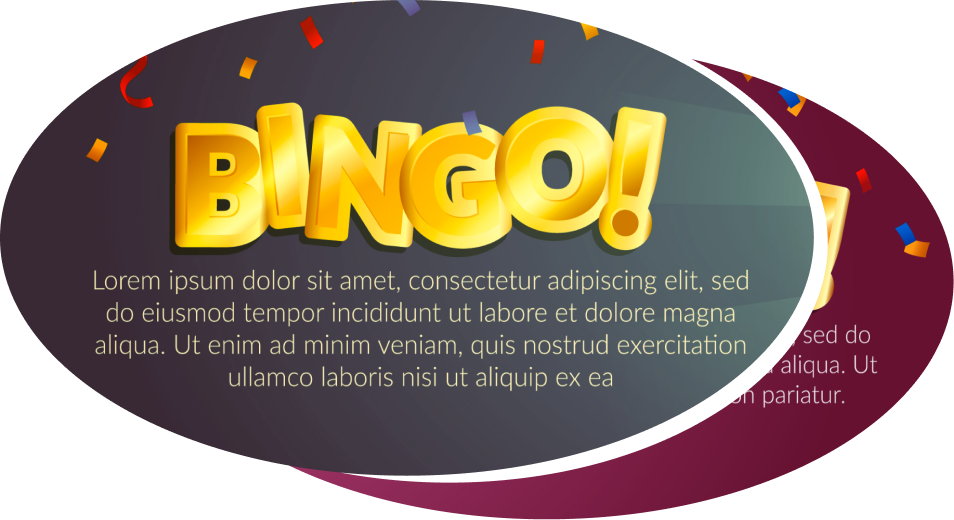 BINGO!
Lorem ipsum dolor sit amet, consectetur adipiscing elit, sed
do eiusmod tempor incididunt ut labore et dolore magna
aliqua. Ut enim ad minim veniam, quis nostrud exercitation
ullamco laboris nisi ut aliquip ex ea
!
sed do
aliqua. Ut
pariatur.